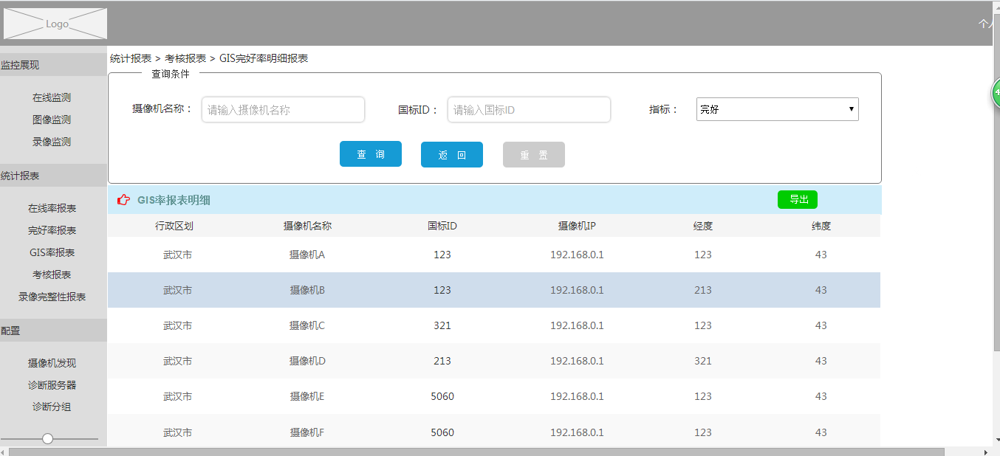 Logo
个人
监控展现
在线监测
图像监测
录像监测
统计报表
在线率报表
完好率报表
GIS率报表
考核报表
录像完整性报表
配置
摄像机发现
诊断服务器
诊断分组
统计报表 > 考核报表 > GIS完好率明细报表
查询条件
摄像机名称： 请输入摄像机名称 国标ID： 请输入国标ID 指标： 完好
查 询 返 回 重 置
GIS率报表明细 导出
行政区划 摄像机名称 国标ID 摄像机IP 经度 纬度
武汉市 摄像机A 123 192.168.0.1 123 43
武汉市 摄像机B 123 192.168.0.1 213 43
武汉市 摄像机C 321 192.168.0.1 123 43
武汉市 摄像机D 213 192.168.0.1 321 43
武汉市 摄像机E 5060 192.168.0.1 123 43
武汉市 摄像机F 5060 192.168.0.1 123 43